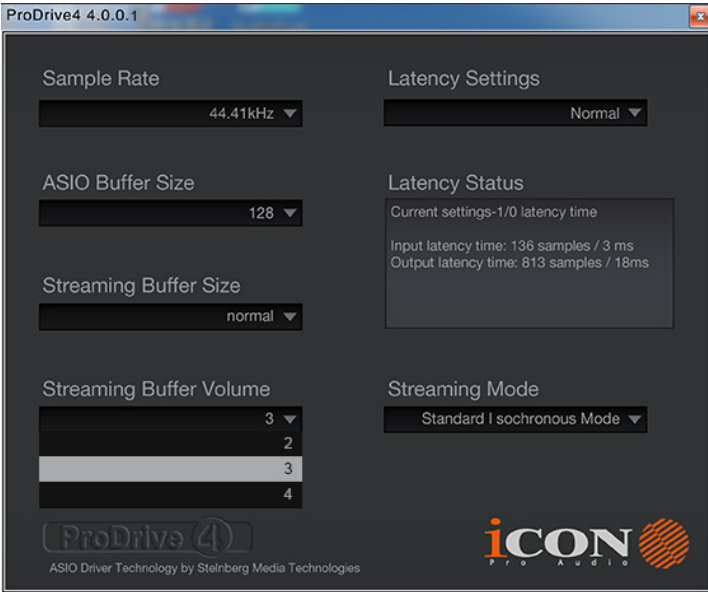 ProDrive4 4.0.0.1
Sample Rate
44.41kHz
ASIO Buffer Size
128
Streaming Buffer Size
normal
Streaming Buffer Volume
3
2
3
4
Latency Settings
Normal
Latency Status
Current settings-1/0 latency time
Input latency time: 136 samples / 3 ms
Output latency time: 813 samples / 18ms
Streaming Mode
Standard I sochronous Mode
ProDrive 4
ASIO Driver Technology by Stelnberg Media Technologies
iCON
Pro Audio